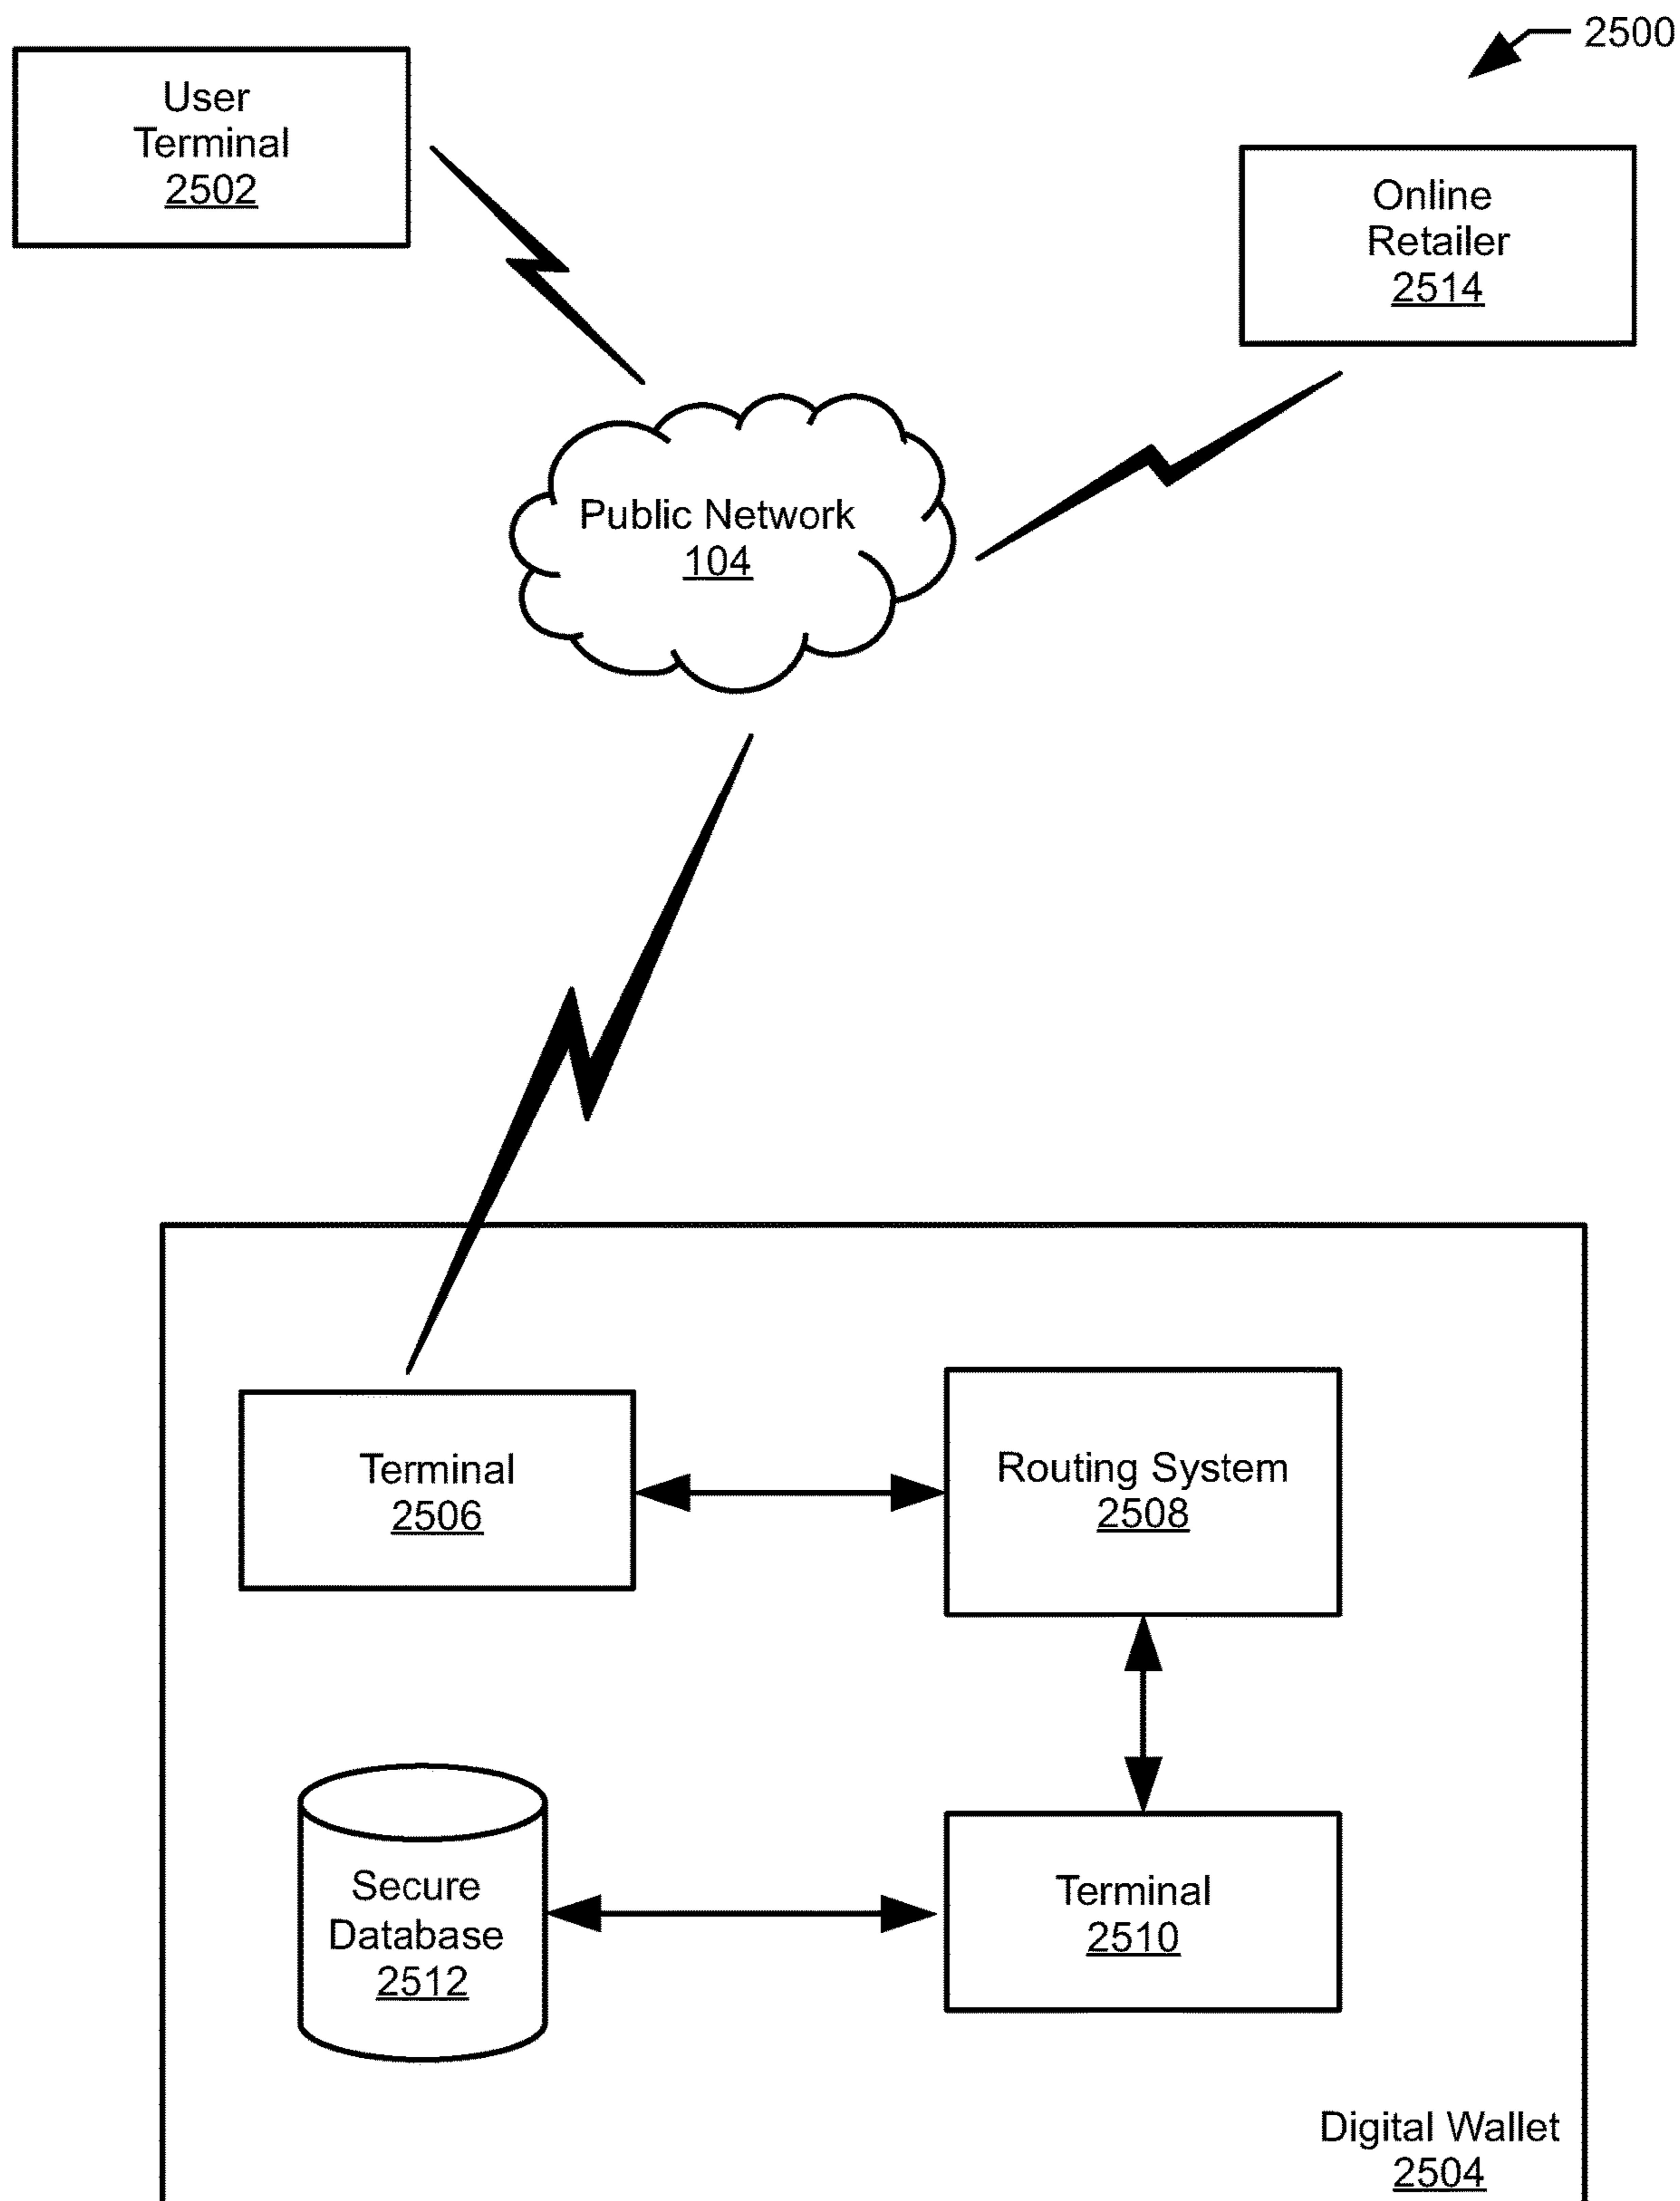 2500
User
Terminal
2502
Online
Retailer
2514
Public Network
104
Terminal
2506
Routing System
2508
Secure
Database
2512
Terminal
2510
Digital Wallet
2504